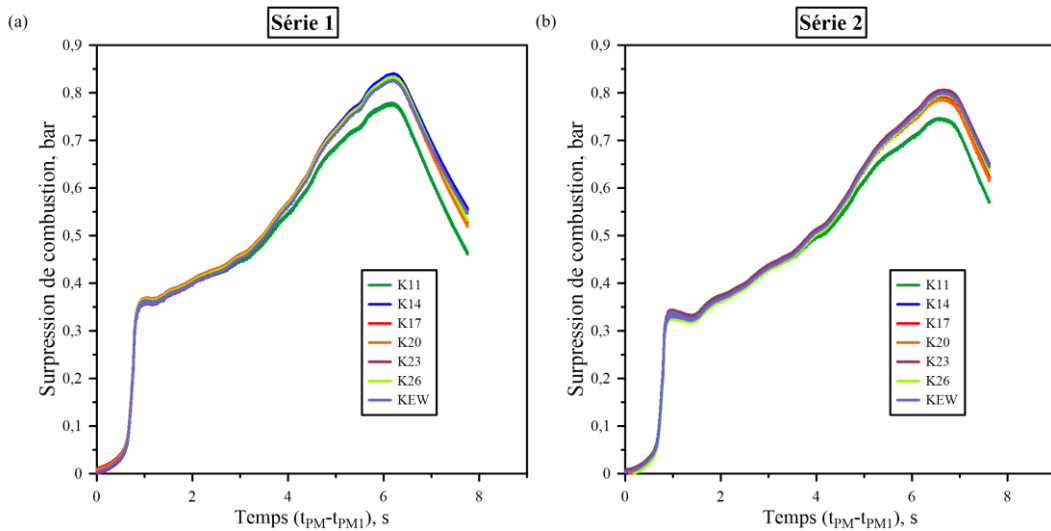 (a)
Série 1
Surpression de combustion, bar
0,9
0,8
0,7
0,6
0,5
0,4
0,3
0,2
0,1
0
K11
K14
K17
K20
K23
K26
KEW
0 2 4 6 8
Temps (tPM-tPM1), s
(b)
Série 2
Surpression de combustion, bar
0,9
0,8
0,7
0,6
0,5
0,4
0,3
0,2
0,1
0
K11
K14
K17
K20
K23
K26
KEW
0 2 4 6 8
Temps (tPM-tPM1), s